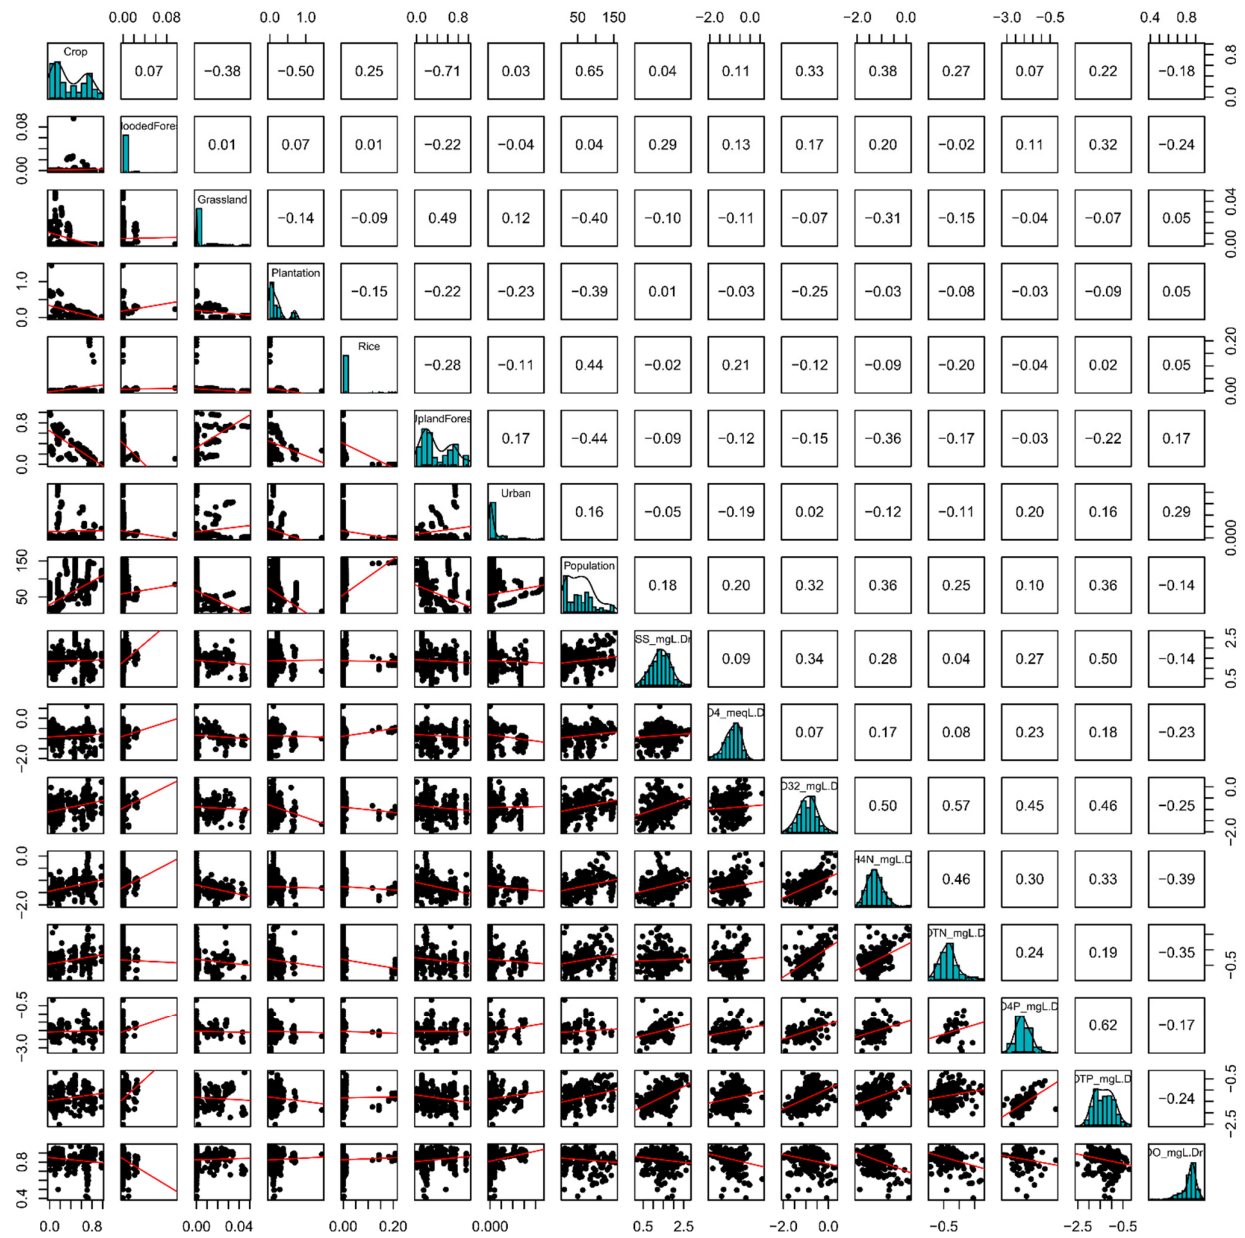 0.00 0.08 0.0 1.0 0.0 0.8 50 150 −2.0 0.0 −2.0 0.0 −3.0 −0.5 0.4 0.8
Crop 0.07 −0.38 −0.50 0.25 −0.71 0.03 0.65 0.04 0.11 0.33 0.38 0.27 0.07 0.22 −0.18 0.0 0.8
0.00 0.08 loodedFores 0.01 0.07 0.01 −0.22 −0.04 0.04 0.29 0.13 0.17 0.20 −0.02 0.11 0.32 −0.24
Grassland −0.14 −0.09 0.49 0.12 −0.40 −0.10 −0.11 −0.07 −0.31 −0.15 −0.04 −0.07 0.05 0.00 0.04
0.0 1.0 Plantation −0.15 −0.22 −0.23 −0.39 0.01 −0.03 −0.25 −0.03 −0.08 −0.03 −0.09 0.05
Rice −0.28 −0.11 0.44 −0.02 0.21 −0.12 −0.09 −0.20 −0.04 0.02 0.05 0.00 0.20
0.0 0.8 JplandFores 0.17 −0.44 −0.09 −0.12 −0.15 −0.36 −0.17 −0.03 −0.22 0.17
Urban 0.16 −0.05 −0.19 0.02 −0.12 −0.11 0.20 0.16 0.29 0.000
50 150 Population 0.18 0.20 0.32 0.36 0.25 0.10 0.36 −0.14
SS_mgL.Dr 0.09 0.34 0.28 0.04 0.27 0.50 −0.14 0.5 2.5
−2.0 0.0 O4_meqL.D 0.07 0.17 0.08 0.23 0.18 −0.23
O32_mgL.D 0.50 0.57 0.45 0.46 −0.25 −2.0 0.0
−2.0 0.0 H4N_mgL.D 0.46 0.30 0.33 −0.39
OTN_mgL.D 0.24 0.19 −0.35 −0.5
−3.0 −0.5 O4P_mgL.D 0.62 −0.17
OTP_mgL.D −0.24 −2.5 −0.5
0.4 0.8 DO_mgL.Dr
0.0 0.8 0.00 0.04 0.00 0.20 0.000 0.5 2.5 −2.0 0.0 −0.5 −2.5 −0.5